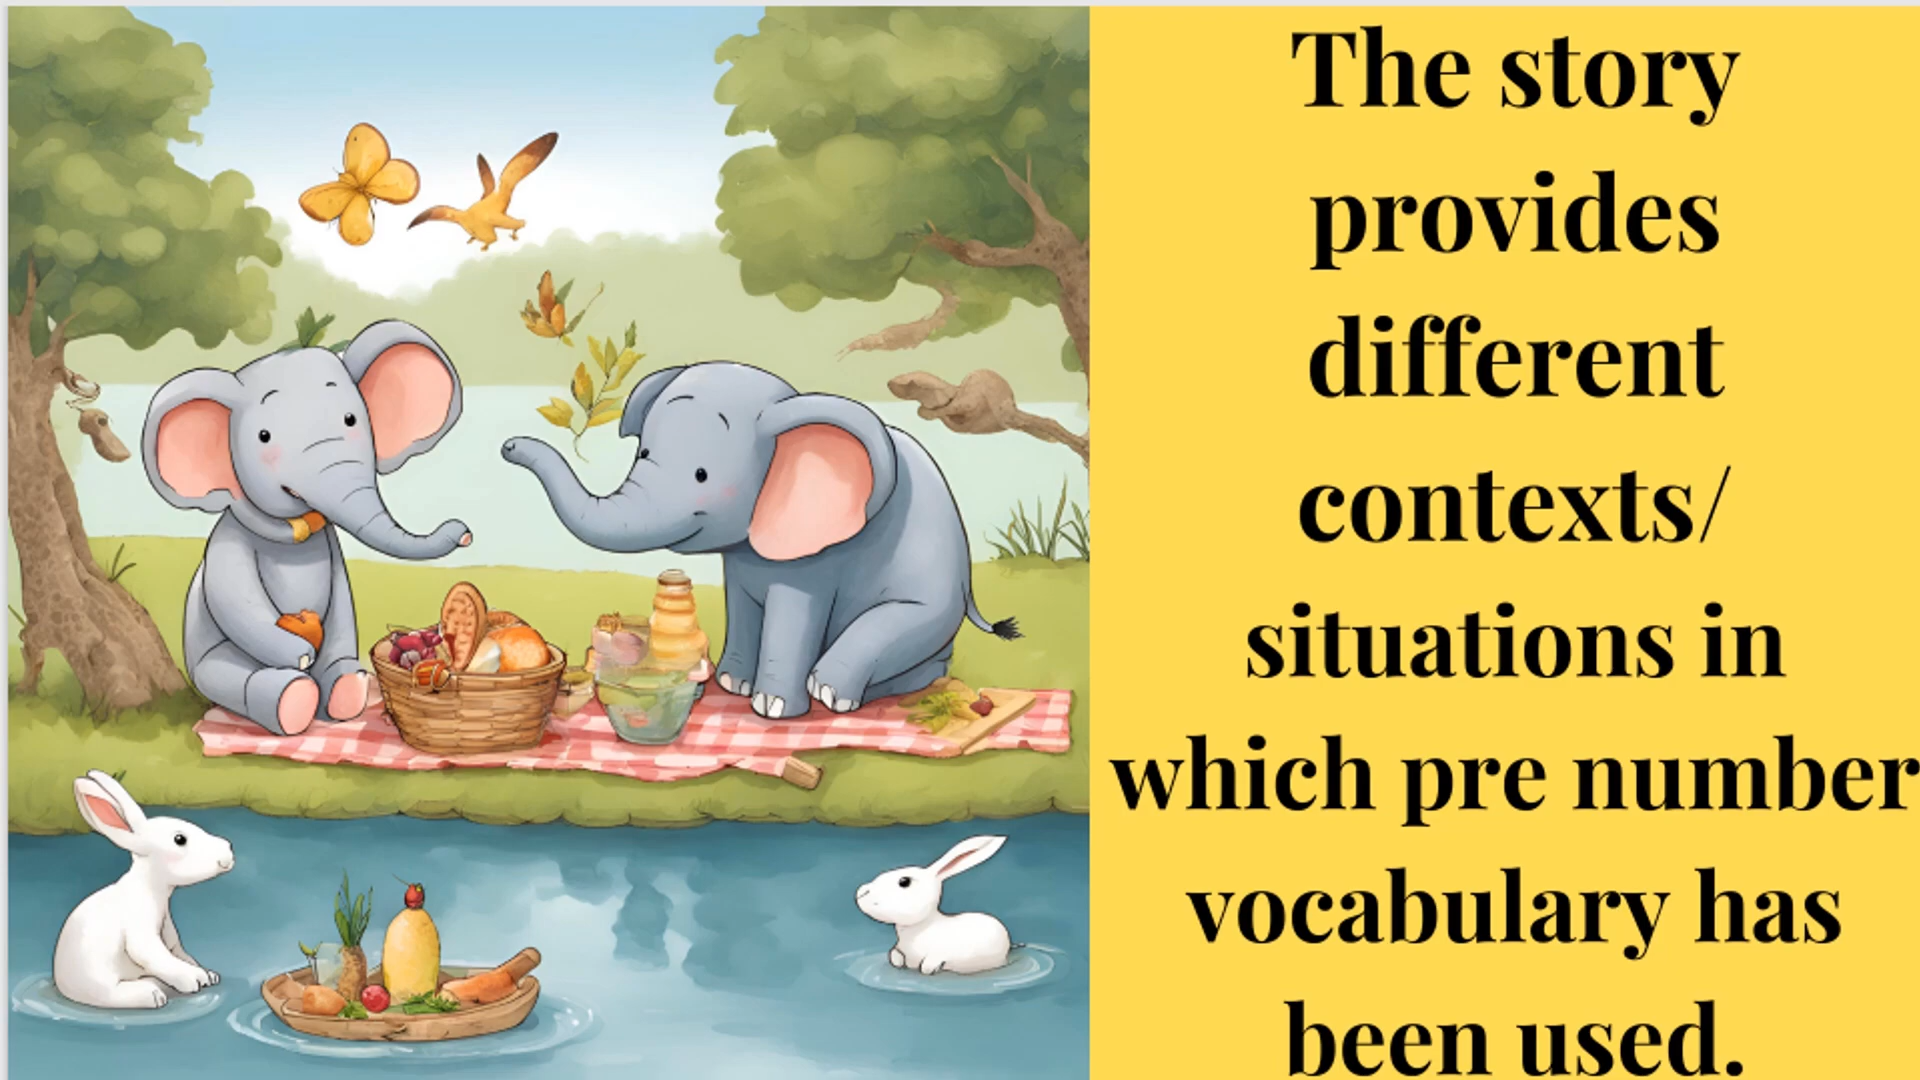 The story
provides
different
contexts/
situations in
which pre number
vocabulary has
been used.